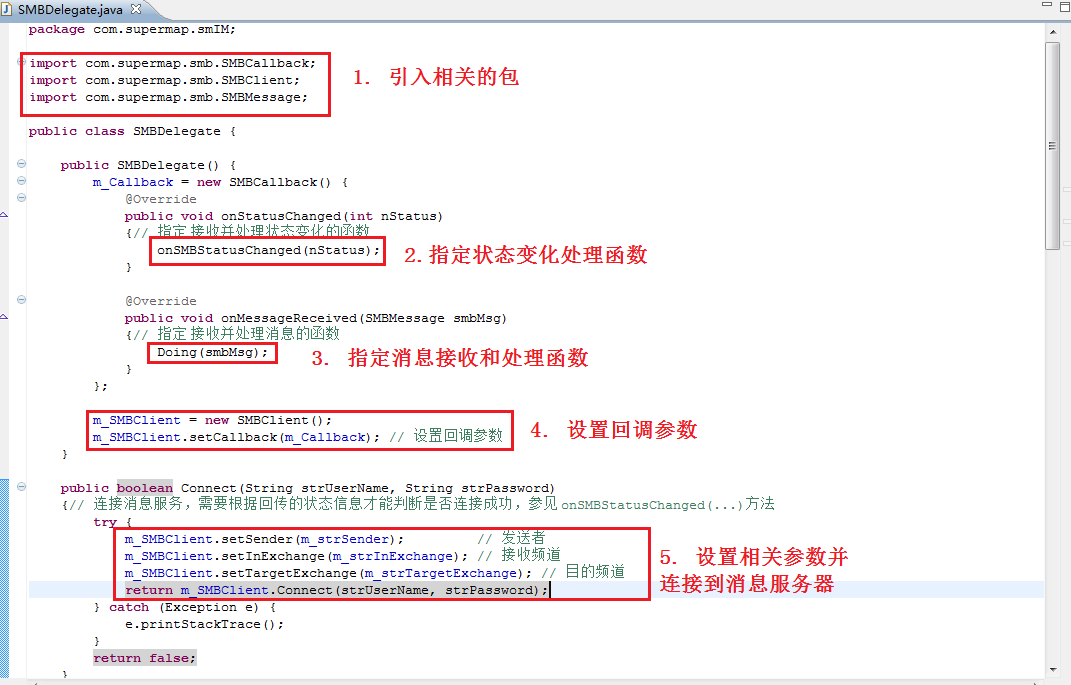 SMBDelegate.java
package com.supermap.smIM;
import com.supermap.smb.SMBCallback;
import com.supermap.smb.SMBClient;
import com.supermap.smb.SMBMessage;
1. 引入相关的包
public class SMBDelegate {
public SMBDelegate() {
m_Callback = new SMBCallback() {
@Override
public void onStatusChanged(int nStatus)
{// 指定 接收并处理状态变化的函数
onSMBStatusChanged(nStatus);
2.指定状态变化处理函数
}
@Override
public void onMessageReceived(SMBMessage smbMsg)
{// 指定 接收并处理消息的函数
Doing(smbMsg);
3. 指定消息接收和处理函数
}
};
m_SMBClient = new SMBClient();
m_SMBClient.setCallback(m_Callback); // 设置回调参数
4. 设置回调参数
}
public boolean Connect(String strUserName, String strPassword)
{// 连接消息服务，需要根据回传的状态信息才能判断是否连接成功，参见 onSMBStatusChanged(...)方法
try {
m_SMBClient.setSender(m_strSender); // 发送者
m_SMBClient.setInExchange(m_strInExchange); // 接收频道
m_SMBClient.setTargetExchange(m_strTargetExchange); // 目的频道
return m_SMBClient.Connect(strUserName, strPassword);
5. 设置相关参数并
连接到消息服务器
} catch (Exception e) {
e.printStackTrace();
}
return false;
}